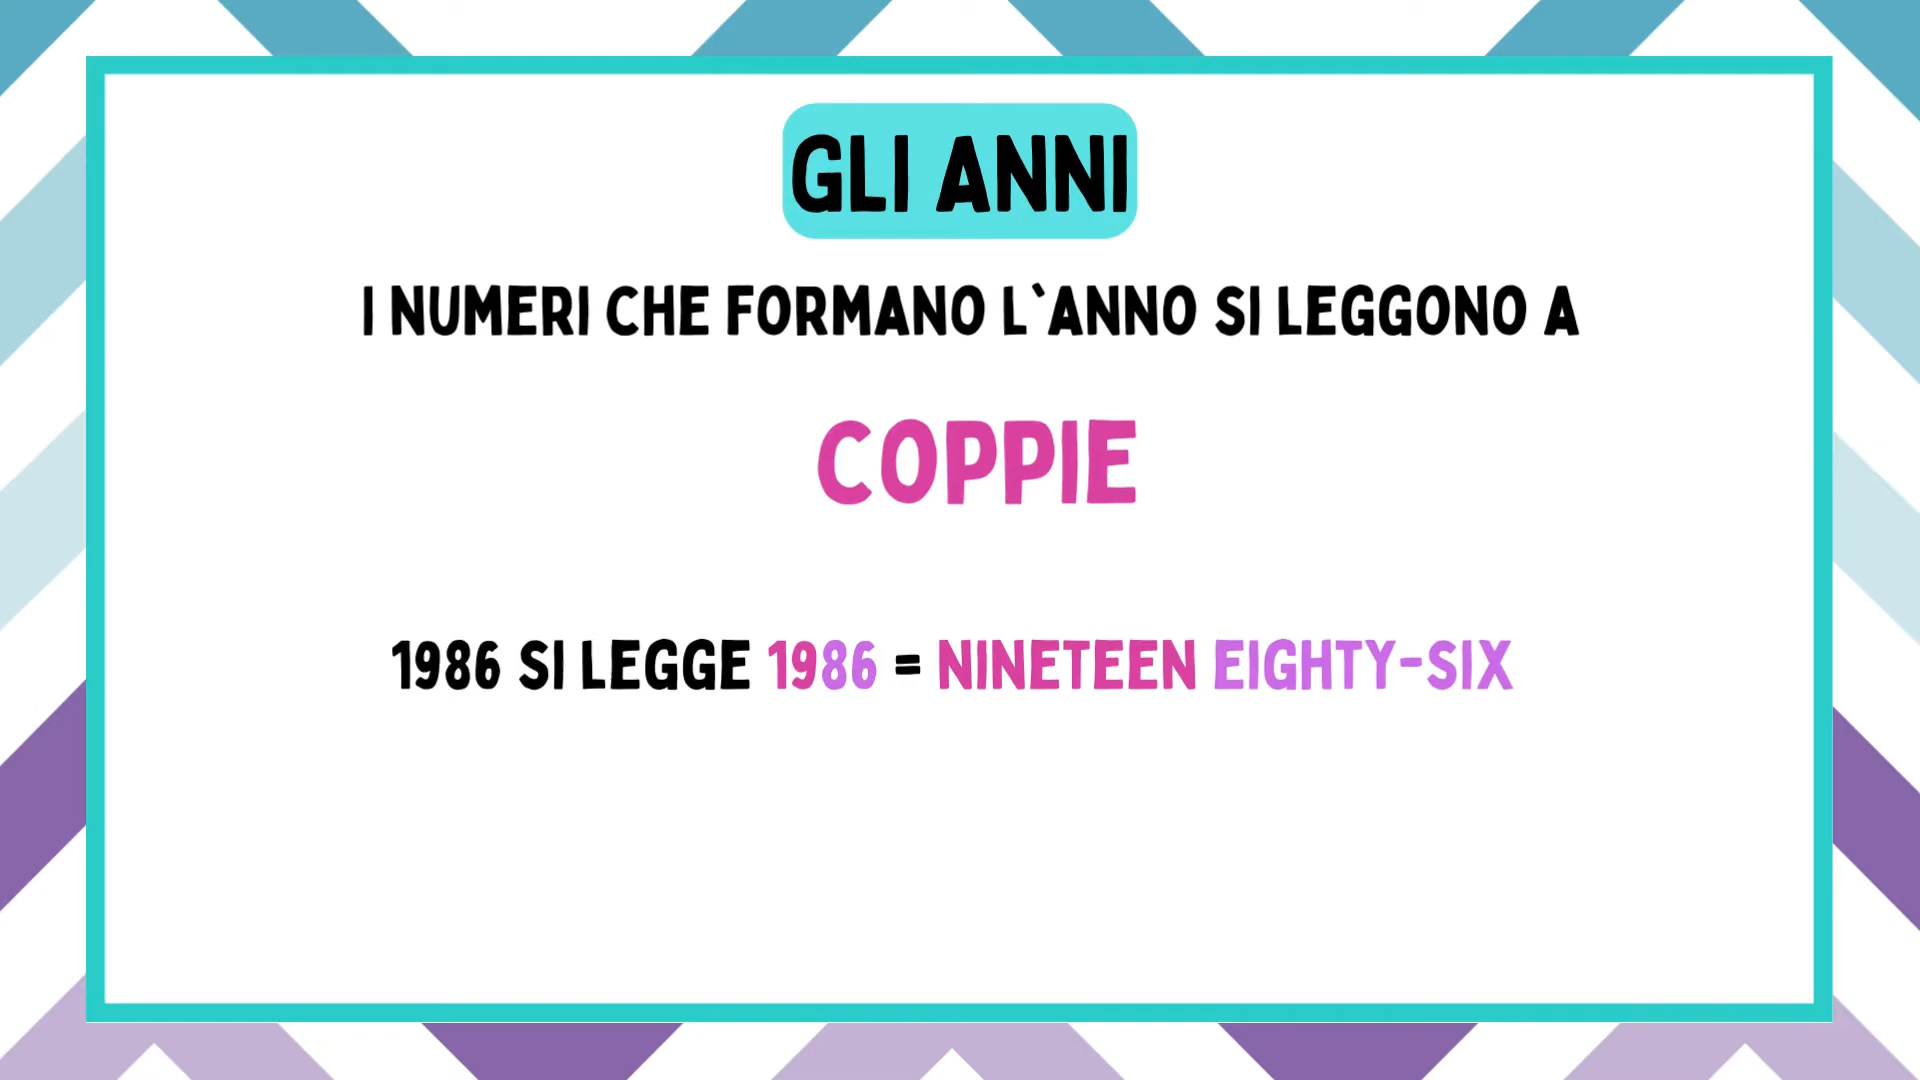 GLI ANNI
I NUMERI CHE FORMANO L`ANNO SI LEGGONO A
COPPIE
1986 SI LEGGE 1986 = NINETEEN EIGHTY-SIX